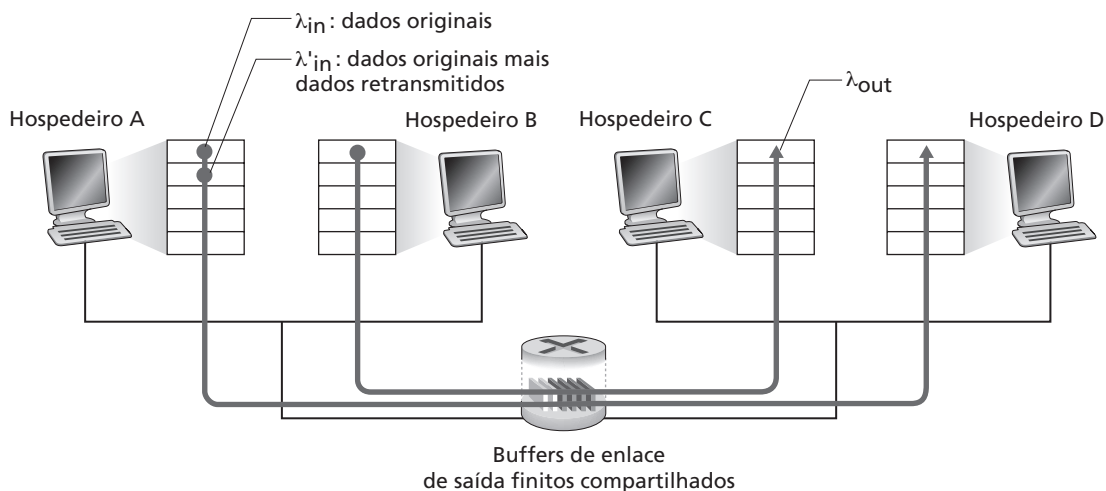 λin: dados originais
λ'in: dados originais mais
dados retransmitidos
λout
Hospedeiro A
Hospedeiro B
Hospedeiro C
Hospedeiro D
Buffers de enlace
de saída finitos compartilhados